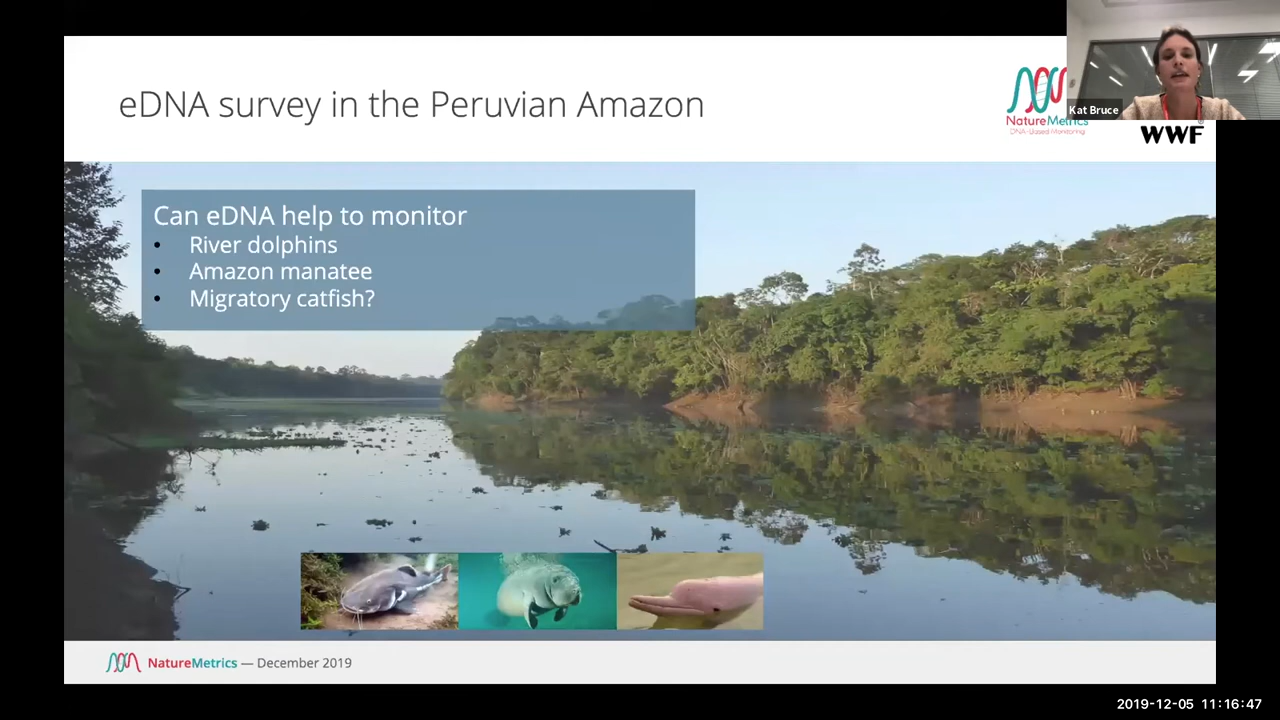 eDNA survey in the Peruvian Amazon
NatureMetrics
DNA-Based Monitoring
Kat Bruce
WWF
Can eDNA help to monitor
• River dolphins
• Amazon manatee
• Migratory catfish?
NatureMetrics — December 2019
2019-12-05 11:16:47